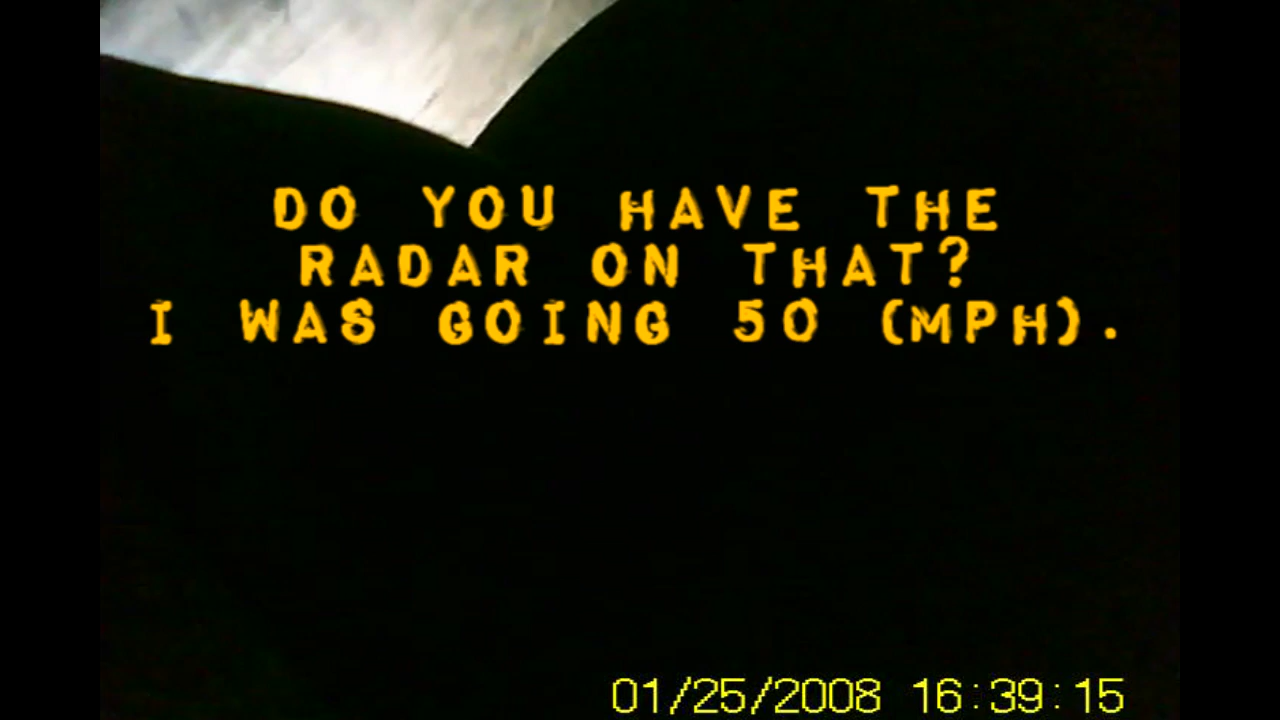 DO YOU HAVE THE
RADAR ON THAT?
I WAS GOING 50 (MPH).
01/25/2008 16:39:15